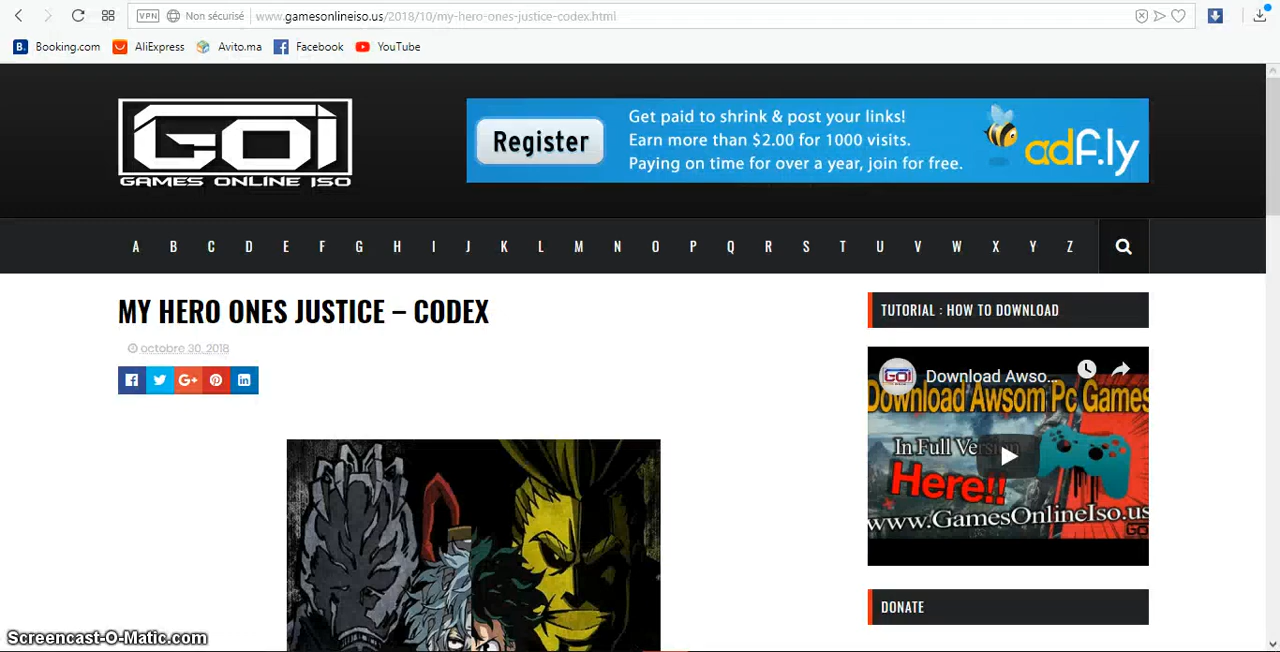 VPN Non sécurisé www.gamesonlineiso.us/2018/10/my-hero-ones-justice-codex.html
B. Booking.com AliExpress Avito.ma Facebook YouTube
GOI
GAMES ONLINE ISO
Register
Get paid to shrink & post your links!
Earn more than $2.00 for 1000 visits.
Paying on time for over a year, join for free.
adf.ly
A B C D E F G H I J K L M N O P Q R S T U V W X Y Z
MY HERO ONES JUSTICE – CODEX
octobre 30, 2018
TUTORIAL : HOW TO DOWNLOAD
GOI Download Awso...
Download Awsom Pc Games
In Full Version
Here!!
www.GamesOnlineIso.us
GOI
DONATE
Screencast-O-Matic.com